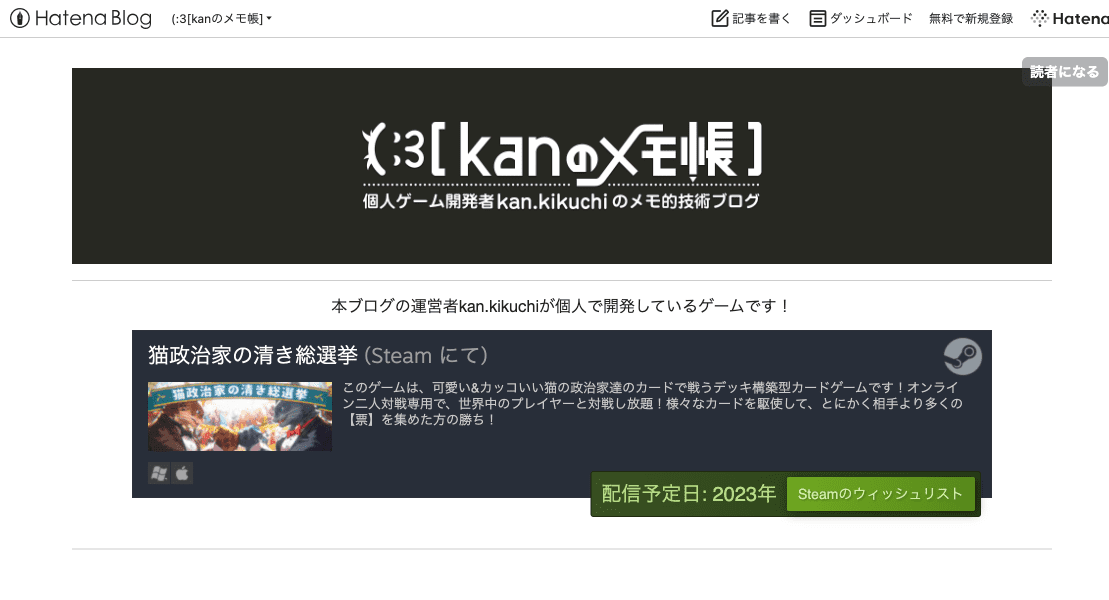 Hatena Blog
(:3[kanのメモ帳]
記事を書く
ダッシュボード
無料で新規登録
Hatena
読者になる
(:3[kanのメモ帳]
個人ゲーム開発者kan.kikuchiのメモ的技術ブログ
本ブログの運営者kan.kikuchiが個人で開発しているゲームです！
猫政治家の清き総選挙 (Steam にて)
猫政治家の清き総選挙
このゲームは、可愛い&カッコいい猫の政治家達のカードで戦うデッキ構築型カードゲームです！オンライ
ン二人対戦専用で、世界中のプレイヤーと対戦し放題！様々なカードを駆使して、とにかく相手より多くの
【票】を集めた方の勝ち！
配信予定日: 2023年
Steamのウィッシュリスト